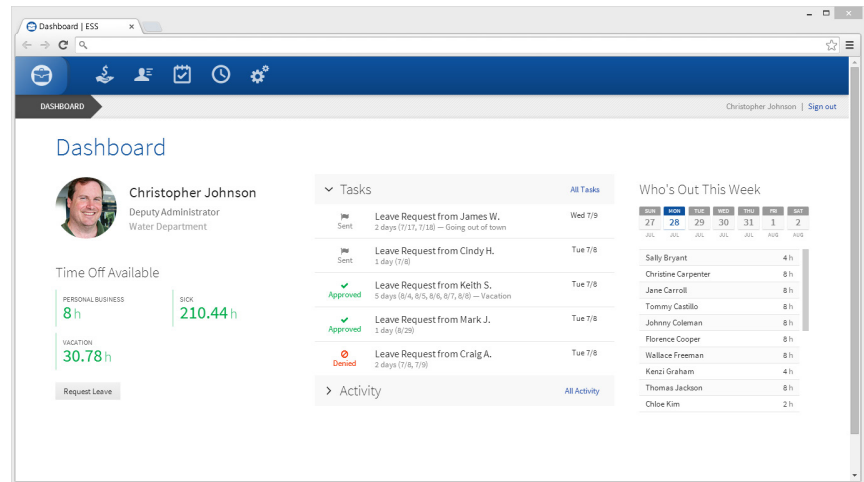 Dashboard | ESS
DASHBOARD
Christopher Johnson | Sign out
Dashboard
Christopher Johnson
Deputy Administrator
Water Department
Time Off Available
PERSONAL BUSINESS
8 h
SICK
210.44 h
VACATION
30.78 h
Request Leave
Tasks
All Tasks
Sent
Leave Request from James W.
Wed 7/9
2 days (7/17, 7/18) — Going out of town
Sent
Leave Request from Cindy H.
Tue 7/8
1 day (7/8)
Approved
Leave Request from Keith S.
Tue 7/8
5 days (8/4, 8/5, 8/6, 8/7, 8/8) — Vacation
Approved
Leave Request from Mark J.
Tue 7/8
1 day (8/29)
Denied
Leave Request from Craig A.
Tue 7/8
2 days (7/8, 7/9)
Activity
All Activity
Who's Out This Week
SUN MON TUE WED THU FRI SAT
27 28 29 30 31 1 2
JUL JUL JUL JUL JUL AUG AUG
Sally Bryant 4 h
Christine Carpenter 8 h
Jane Carroll 8 h
Tommy Castillo 8 h
Johnny Coleman 8 h
Florence Cooper 8 h
Wallace Freeman 8 h
Kenzi Graham 4 h
Thomas Jackson 8 h
Chloe Kim 2 h